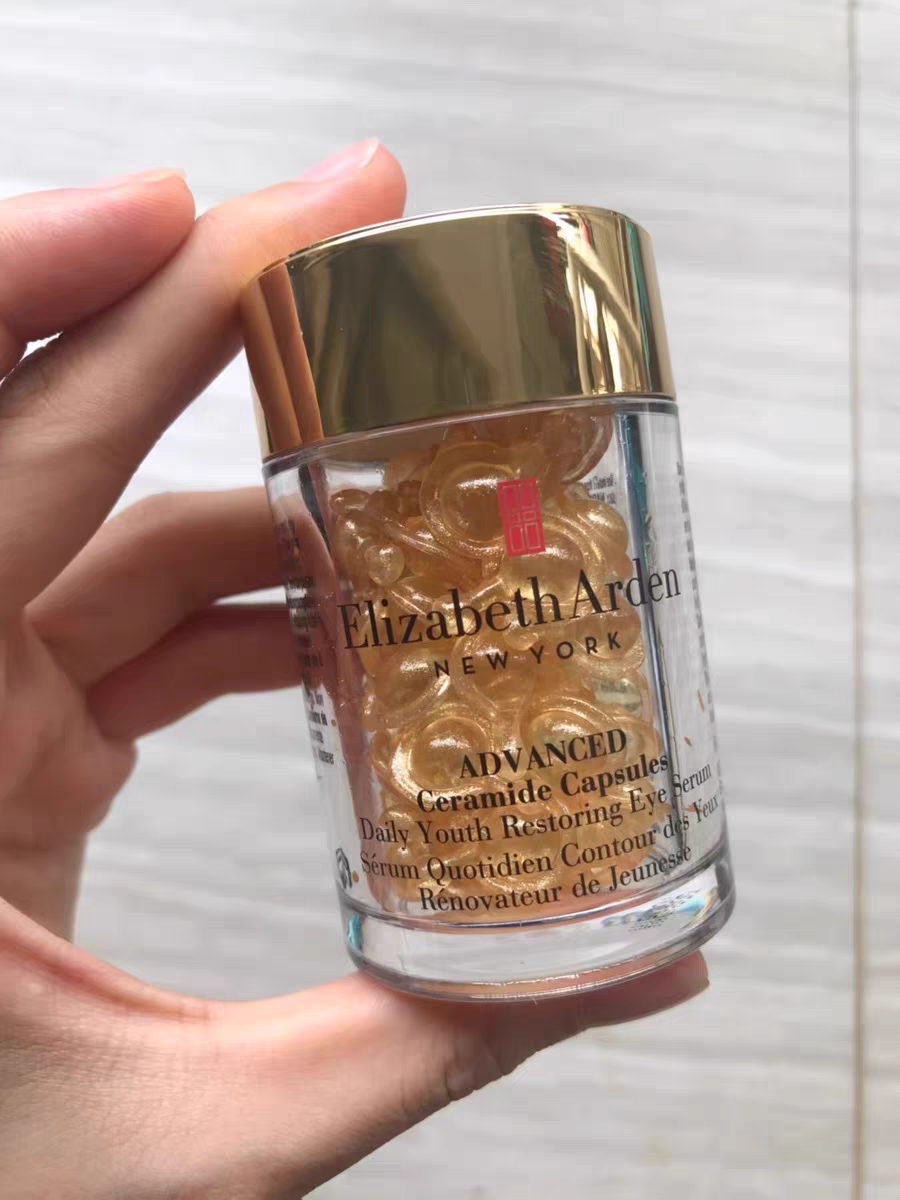 Elizabeth Arden
NEW YORK
ADVANCED
Ceramide Capsules
Daily Youth Restoring Eye Serum
Sérum Quotidien Contour des Yeux
Rénovateur de Jeunesse